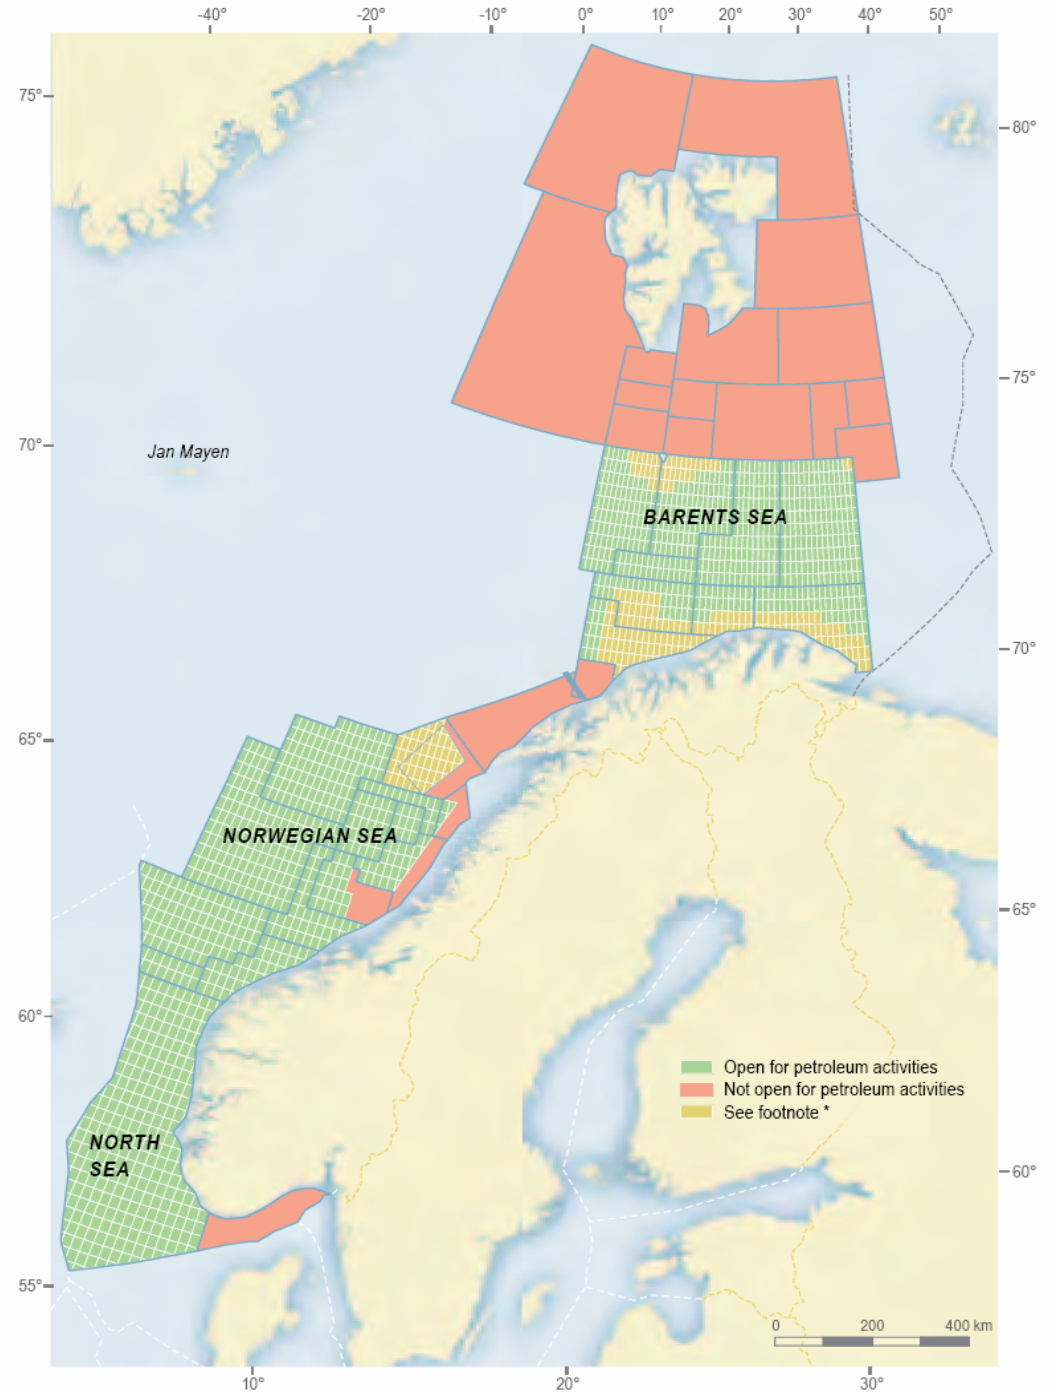 -40° -20° -10° 0° 10° 20° 30° 40° 50°
75°
80°
75°
70°
Jan Mayen
BARENTS SEA
70°
65°
NORWEGIAN SEA
65°
60°
Open for petroleum activities
Not open for petroleum activities
See footnote *
NORTH
SEA
60°
55°
0 200 400 km
10° 20° 30°